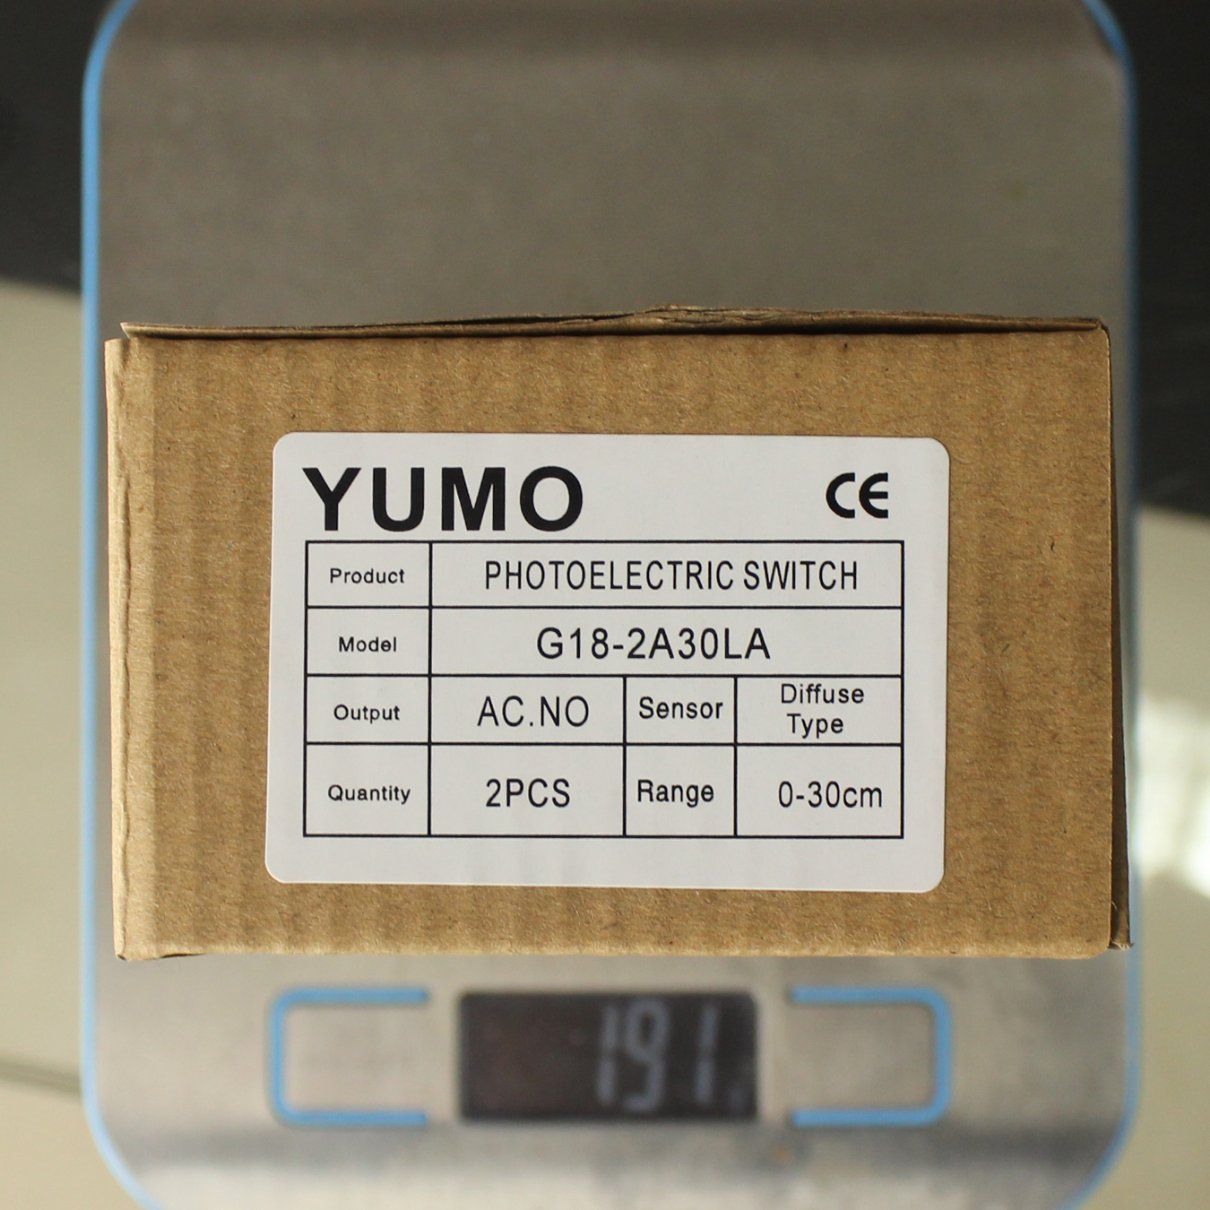 YUMO CE
Product PHOTOELECTRIC SWITCH
Model G18-2A30LA
Output AC.NO Sensor Diffuse Type
Quantity 2PCS Range 0-30cm
191